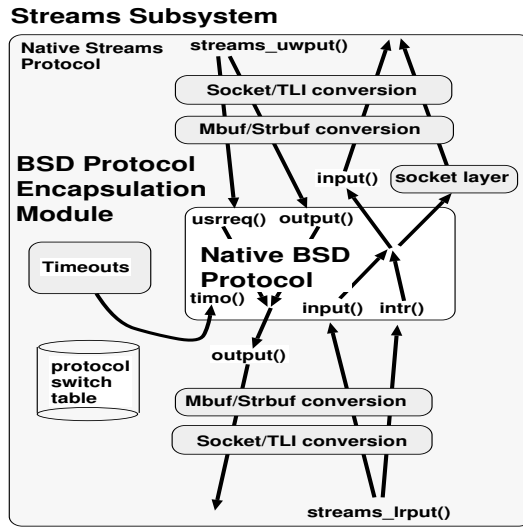 Streams Subsystem
Native Streams
Protocol
streams_uwput()
Socket/TLI conversion
Mbuf/Strbuf conversion
BSD Protocol
Encapsulation
Module
input()
socket layer
usrreq()
output()
Native BSD
Protocol
Timeouts
timo()
input()
intr()
output()
protocol
switch
table
Mbuf/Strbuf conversion
Socket/TLI conversion
streams_lrput()